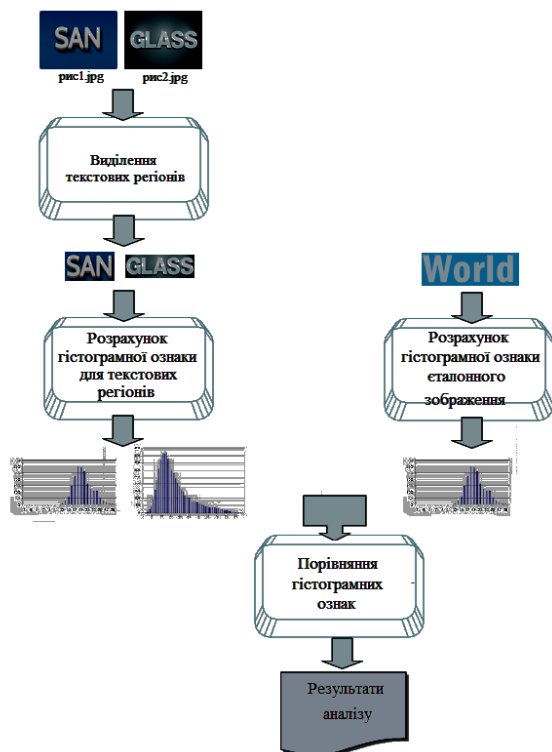 SAN
GLASS
рис1.jpg
рис2.jpg
Виділення
текстових регіонів
SAN
GLASS
World
Розрахунок
гістограмної ознаки
для текстових
регіонів
Розрахунок
гістограмної ознаки
єталонного
зображення
Порівняння
гістограмних
ознак
Результати
аналізу